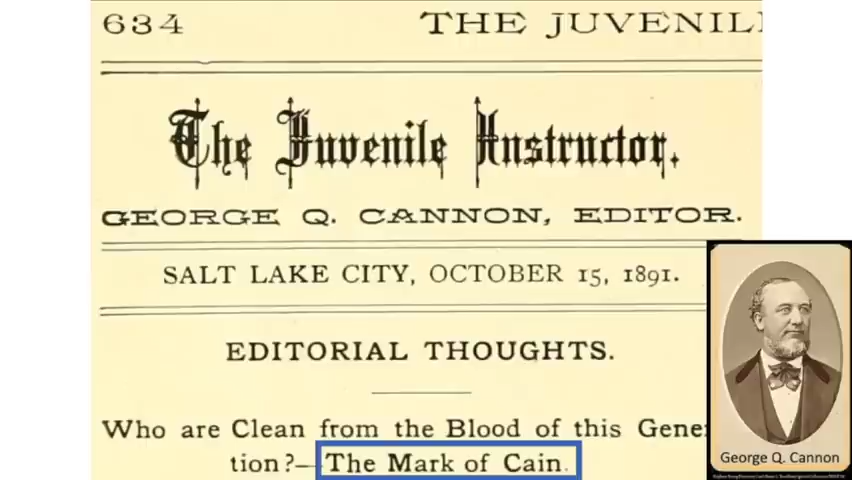 634 THE JUVENIL
The Juvenile Instructor.
GEORGE Q. CANNON, EDITOR.
SALT LAKE CITY, OCTOBER 15, 1891.
EDITORIAL THOUGHTS.
Who are Clean from the Blood of this Gene
tion?—The Mark of Cain.
George Q. Cannon